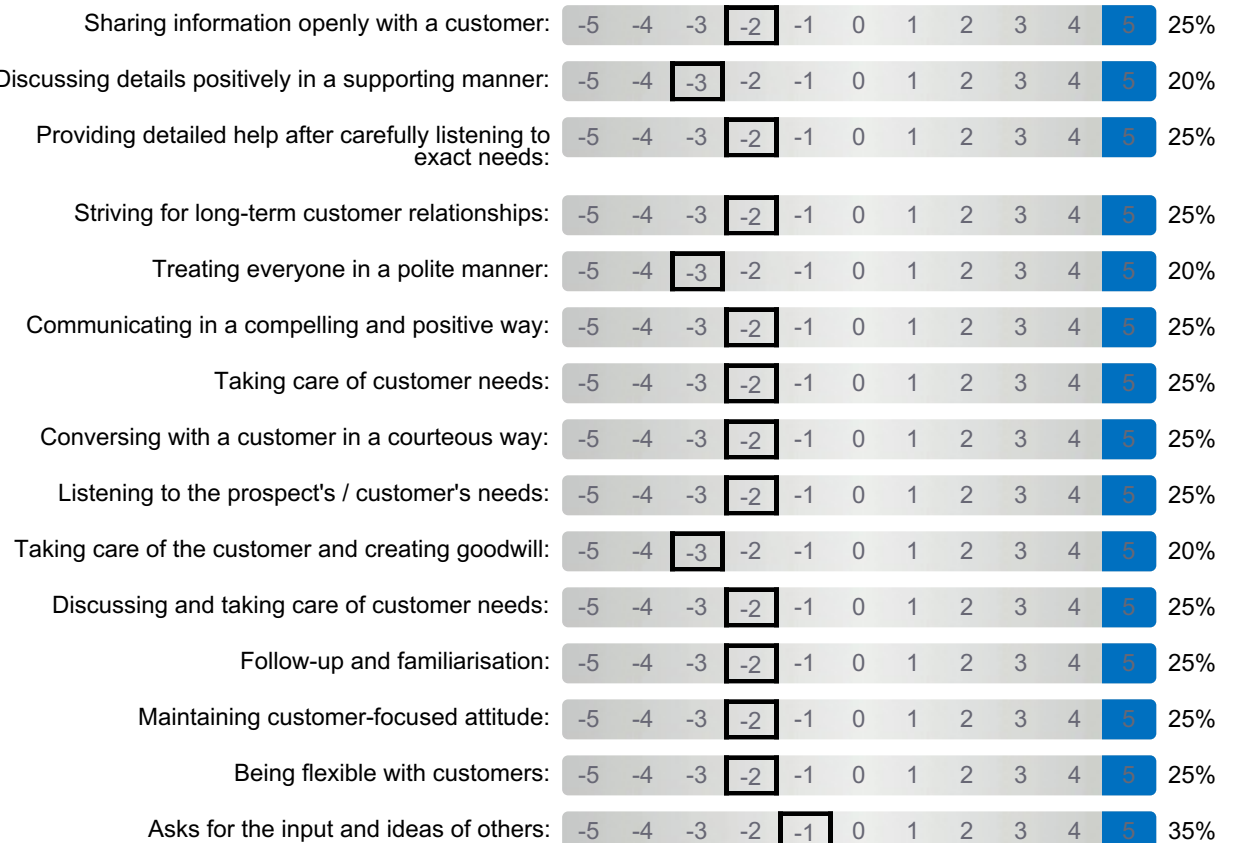 Sharing information openly with a customer: -5 -4 -3 -2 -1 0 1 2 3 4 5 25%
Discussing details positively in a supporting manner: -5 -4 -3 -2 -1 0 1 2 3 4 5 20%
Providing detailed help after carefully listening to
exact needs: -5 -4 -3 -2 -1 0 1 2 3 4 5 25%
Striving for long-term customer relationships: -5 -4 -3 -2 -1 0 1 2 3 4 5 25%
Treating everyone in a polite manner: -5 -4 -3 -2 -1 0 1 2 3 4 5 20%
Communicating in a compelling and positive way: -5 -4 -3 -2 -1 0 1 2 3 4 5 25%
Taking care of customer needs: -5 -4 -3 -2 -1 0 1 2 3 4 5 25%
Conversing with a customer in a courteous way: -5 -4 -3 -2 -1 0 1 2 3 4 5 25%
Listening to the prospect's / customer's needs: -5 -4 -3 -2 -1 0 1 2 3 4 5 25%
Taking care of the customer and creating goodwill: -5 -4 -3 -2 -1 0 1 2 3 4 5 20%
Discussing and taking care of customer needs: -5 -4 -3 -2 -1 0 1 2 3 4 5 25%
Follow-up and familiarisation: -5 -4 -3 -2 -1 0 1 2 3 4 5 25%
Maintaining customer-focused attitude: -5 -4 -3 -2 -1 0 1 2 3 4 5 25%
Being flexible with customers: -5 -4 -3 -2 -1 0 1 2 3 4 5 25%
Asks for the input and ideas of others: -5 -4 -3 -2 -1 0 1 2 3 4 5 35%